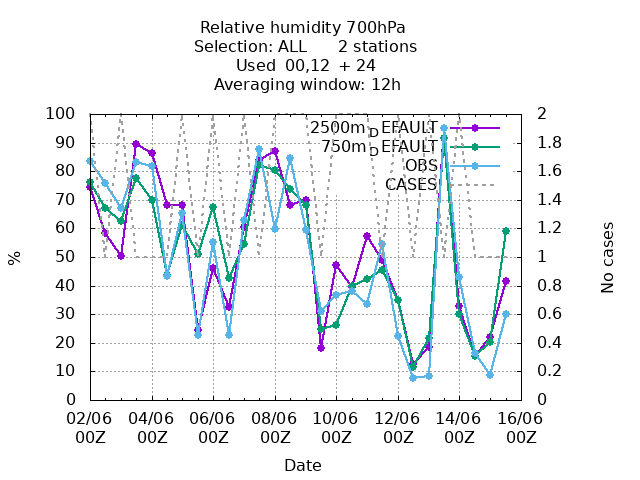 Relative humidity 700hPa
Selection: ALL 2 stations
Used 00,12 + 24
Averaging window: 12h
2500m_DEFAULT
750m_DEFAULT
OBS
CASES
100
90
80
70
60
50
40
30
20
10
0
%
2
1.8
1.6
1.4
1.2
1
0.8
0.6
0.4
0.2
0
No cases
02/06 04/06 06/06 08/06 10/06 12/06 14/06 16/06
00Z 00Z 00Z 00Z 00Z 00Z 00Z 00Z
Date